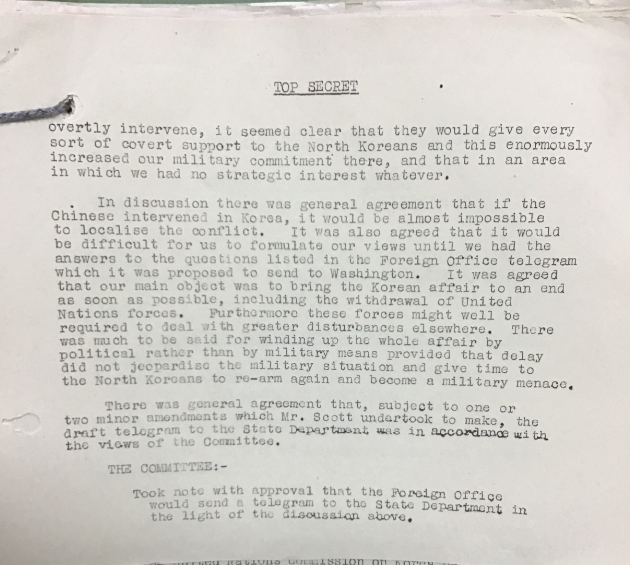 TOP SECRET
overtly intervene, it seemed clear that they would give every
sort of covert support to the North Koreans and this enormously
increased our military commitment there, and that in an area
in which we had no strategic interest whatever.
In discussion there was general agreement that if the
Chinese intervened in Korea, it would be almost impossible
to localise the conflict. It was also agreed that it would
be difficult for us to formulate our views until we had the
answers to the questions listed in the Foreign Office telegram
which it was proposed to send to Washington. It was agreed
that our main object was to bring the Korean affair to an end
as soon as possible, including the withdrawal of United
Nations forces. Furthermore these forces might well be
required to deal with greater disturbances elsewhere. There
was much to be said for winding up the whole affair by
political rather than by military means provided that delay
did not jeopardise the military situation and give time to
the North Koreans to re-arm again and become a military menace.
There was general agreement that, subject to one or
two minor amendments which Mr. Scott undertook to make, the
draft telegram to the State Department was in accordance with
the views of the Committee.
THE COMMITTEE:-
Took note with approval that the Foreign Office
would send a telegram to the State Department in
the light of the discussion above.
Nations Commission on Korea